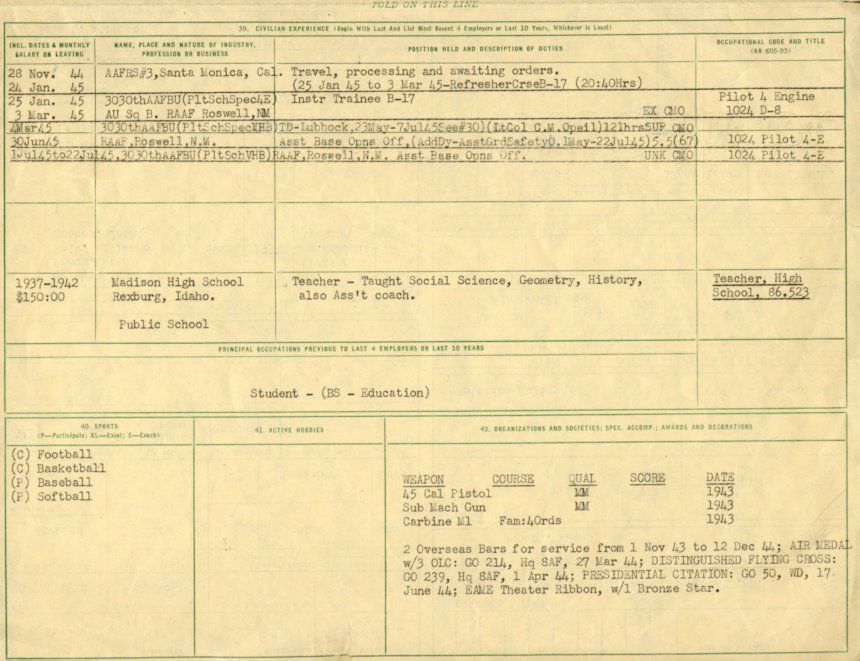 FOLD ON THIS LINE
39. CIVILIAN EXPERIENCE (Begin With Last And List Most Recent 4 Employers or Last 10 Years, Whichever is Least)
INCL. DATES & MONTHLY SALARY ON LEAVING NAME, PLACE AND NATURE OF INDUSTRY, PROFESSION OR BUSINESS POSITION HELD AND DESCRIPTION OF DUTIES OCCUPATIONAL CODE AND TITLE (AR 605-95)
28 Nov. 44 AAFRS#3,Santa Monica, Cal. Travel, processing and awaiting orders.
24 Jan. 45 (25 Jan 45 to 3 Mar 45-RefresherCrseB-17 (20:40Hrs)
25 Jan. 45 3030thAAFBU(PltSchSpec4E) Instr Trainee B-17 Pilot 4 Engine
3 Mar. 45 AU Sq B. RAAF Roswell,NM EX CMO 1024 D-8
4Mar45 3030thAAFBU(PltSchSpecVHB)TD-Lubbock,23May-7Jul45See#30)(LtCol C.M.Opeil)121hrsSUP CMO
30Jun45 RAAF,Roswell,N.M. Asst Base Opns Off,(AddDy-AsstGrdSafetyO.1May-22Jul45)5.5(67) 1024 Pilot 4-E
1Jul45to22Jul45,3030thAAFBU(PltSchVHB)RAAF,Roswell,N.M. Asst Base Opns Off. UNK CMO 1024 Pilot 4-E
1937-1942 Madison High School Teacher - Taught Social Science, Geometry, History, Teacher, High
$150:00 Rexburg, Idaho. also Ass't coach. School, 86.523
Public School
PRINCIPAL OCCUPATIONS PREVIOUS TO LAST 4 EMPLOYERS OR LAST 10 YEARS
Student - (BS - Education)
40. SPORTS
(P—Participate; XL—Excel; C—Coach)
(C) Football
(C) Basketball
(P) Baseball
(P) Softball
41. ACTIVE HOBBIES
42. ORGANIZATIONS AND SOCIETIES; SPEC. ACCOMP.; AWARDS AND DECORATIONS
WEAPON COURSE QUAL SCORE DATE
45 Cal Pistol MM 1943
Sub Mach Gun MM 1943
Carbine M1 Fam:40rds 1943
2 Overseas Bars for service from 1 Nov 43 to 12 Dec 44; AIR MEDAL
w/3 OLC: GO 214, Hq 8AF, 27 Mar 44; DISTINGUISHED FLYING CROSS:
GO 239, Hq 8AF, 1 Apr 44; PRESIDENTIAL CITATION: GO 50, WD, 17
June 44; EAME Theater Ribbon, w/1 Bronze Star.